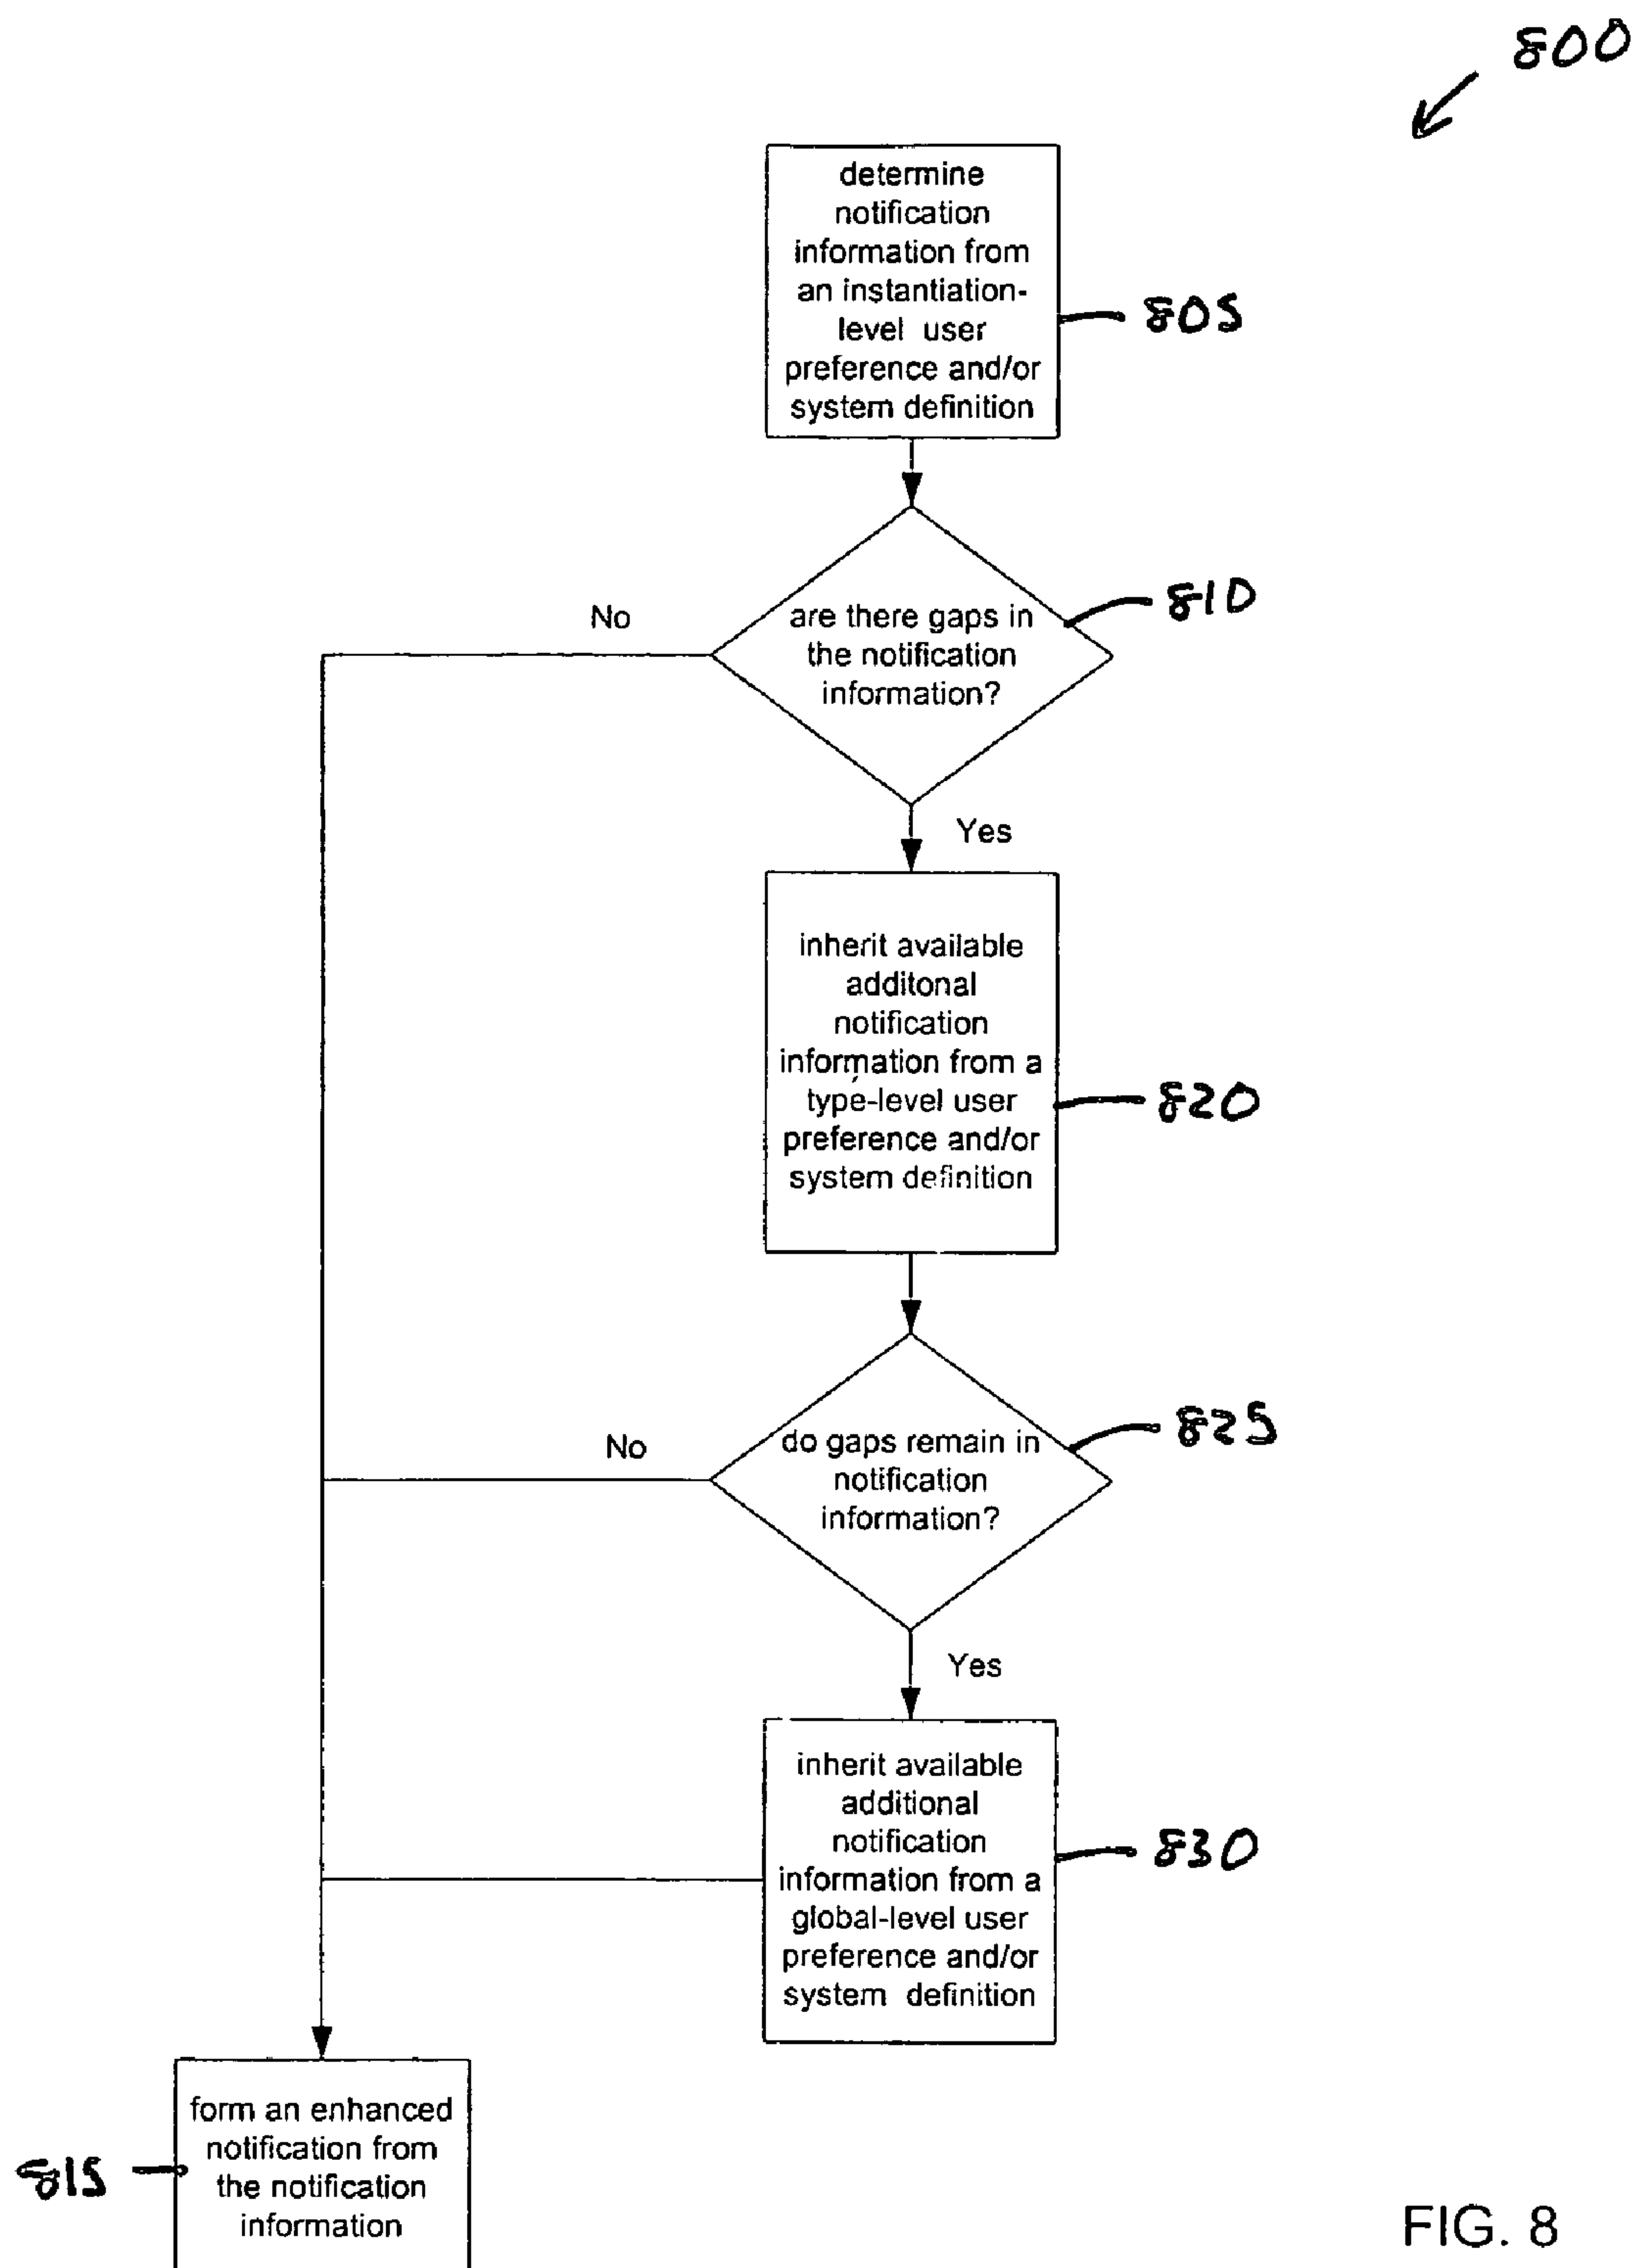 800
determine
notification
information from
an instantiation-
level user
preference and/or
system definition
805
No
are there gaps in
the notification
information?
810
Yes
inherit available
additonal
notification
information from a
type-level user
preference and/or
system definition
820
No
do gaps remain in
notification
information?
825
Yes
inherit available
additional
notification
information from a
global-level user
preference and/or
system definition
830
form an enhanced
notification from
the notification
information
815
FIG. 8